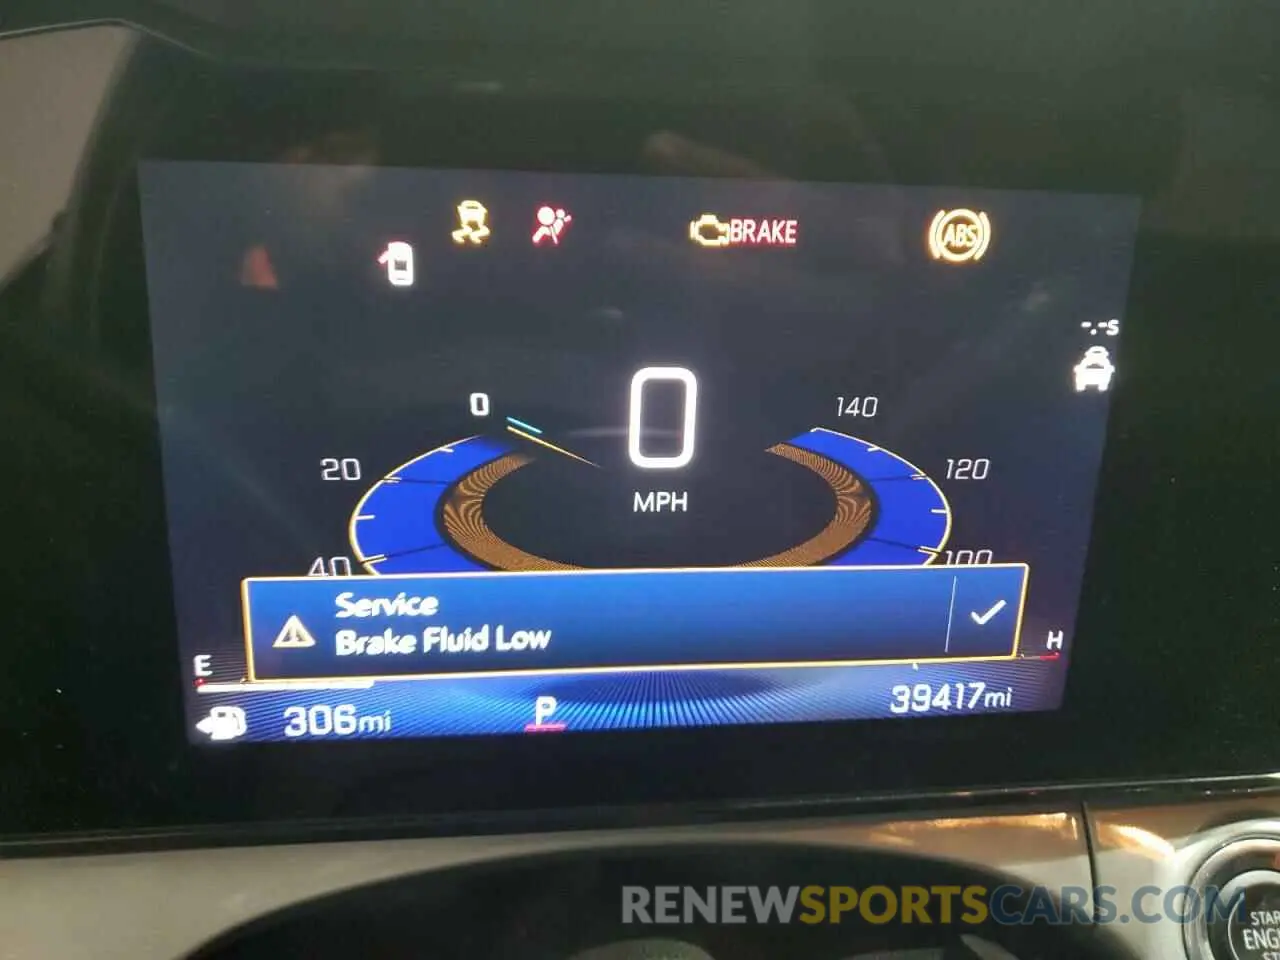 BRAKE
ABS
-.-s
0
0
140
20
120
MPH
40
100
Service
Brake Fluid Low
E
H
306mi
P
39417mi
RENEWSPORTSCARS.COM